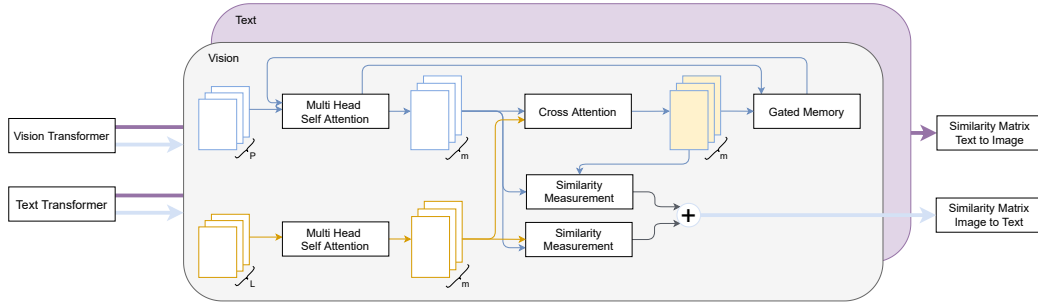 Text
Vision
Vision Transformer
Text Transformer
P
Multi Head
Self Attention
m
Cross Attention
m
Gated Memory
Similarity
Measurement
L
Multi Head
Self Attention
m
Similarity
Measurement
+
Similarity Matrix
Text to Image
Similarity Matrix
Image to Text